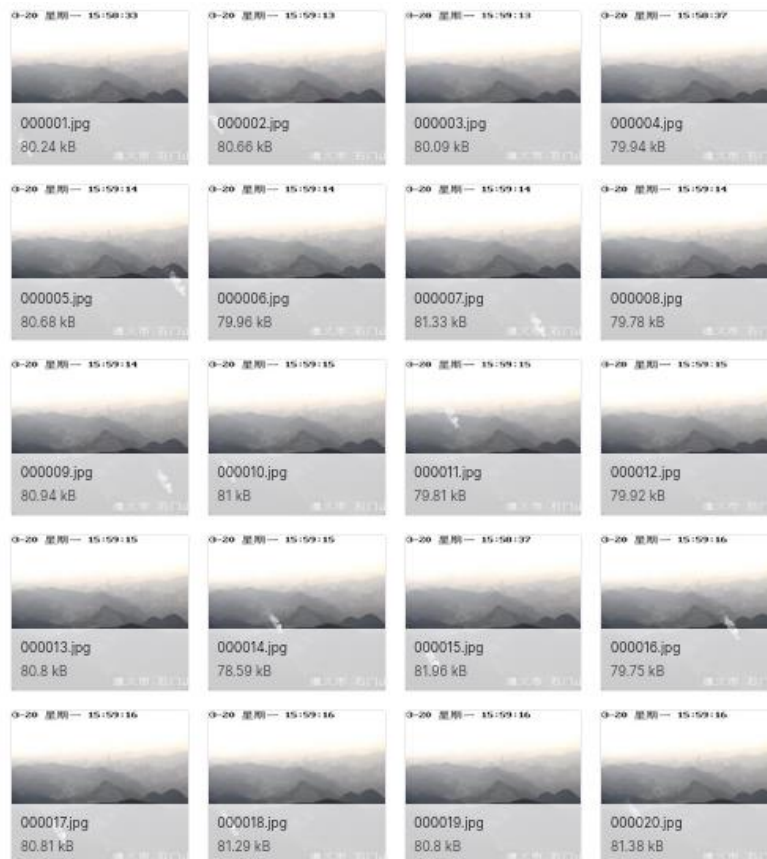 3-20 星期一 15:58:33
3-20 星期一 15:59:13
3-20 星期一 15:59:13
3-20 星期一 15:58:37
000001.jpg
80.24 kB
000002.jpg
80.66 kB
000003.jpg
80.09 kB
000004.jpg
79.94 kB
3-20 星期一 15:59:14
3-20 星期一 15:59:14
3-20 星期一 15:59:14
3-20 星期一 15:59:14
000005.jpg
80.68 kB
000006.jpg
79.96 kB
000007.jpg
81.33 kB
000008.jpg
79.78 kB
3-20 星期一 15:59:14
3-20 星期一 15:59:15
3-20 星期一 15:59:15
3-20 星期一 15:59:15
000009.jpg
80.94 kB
000010.jpg
81 kB
000011.jpg
79.81 kB
000012.jpg
79.92 kB
3-20 星期一 15:59:15
3-20 星期一 15:59:15
3-20 星期一 15:58:37
3-20 星期一 15:59:16
000013.jpg
80.8 kB
000014.jpg
78.59 kB
000015.jpg
81.96 kB
000016.jpg
79.75 kB
3-20 星期一 15:59:16
3-20 星期一 15:59:16
3-20 星期一 15:59:16
3-20 星期一 15:59:16
000017.jpg
80.81 kB
000018.jpg
81.29 kB
000019.jpg
80.8 kB
000020.jpg
81.38 kB